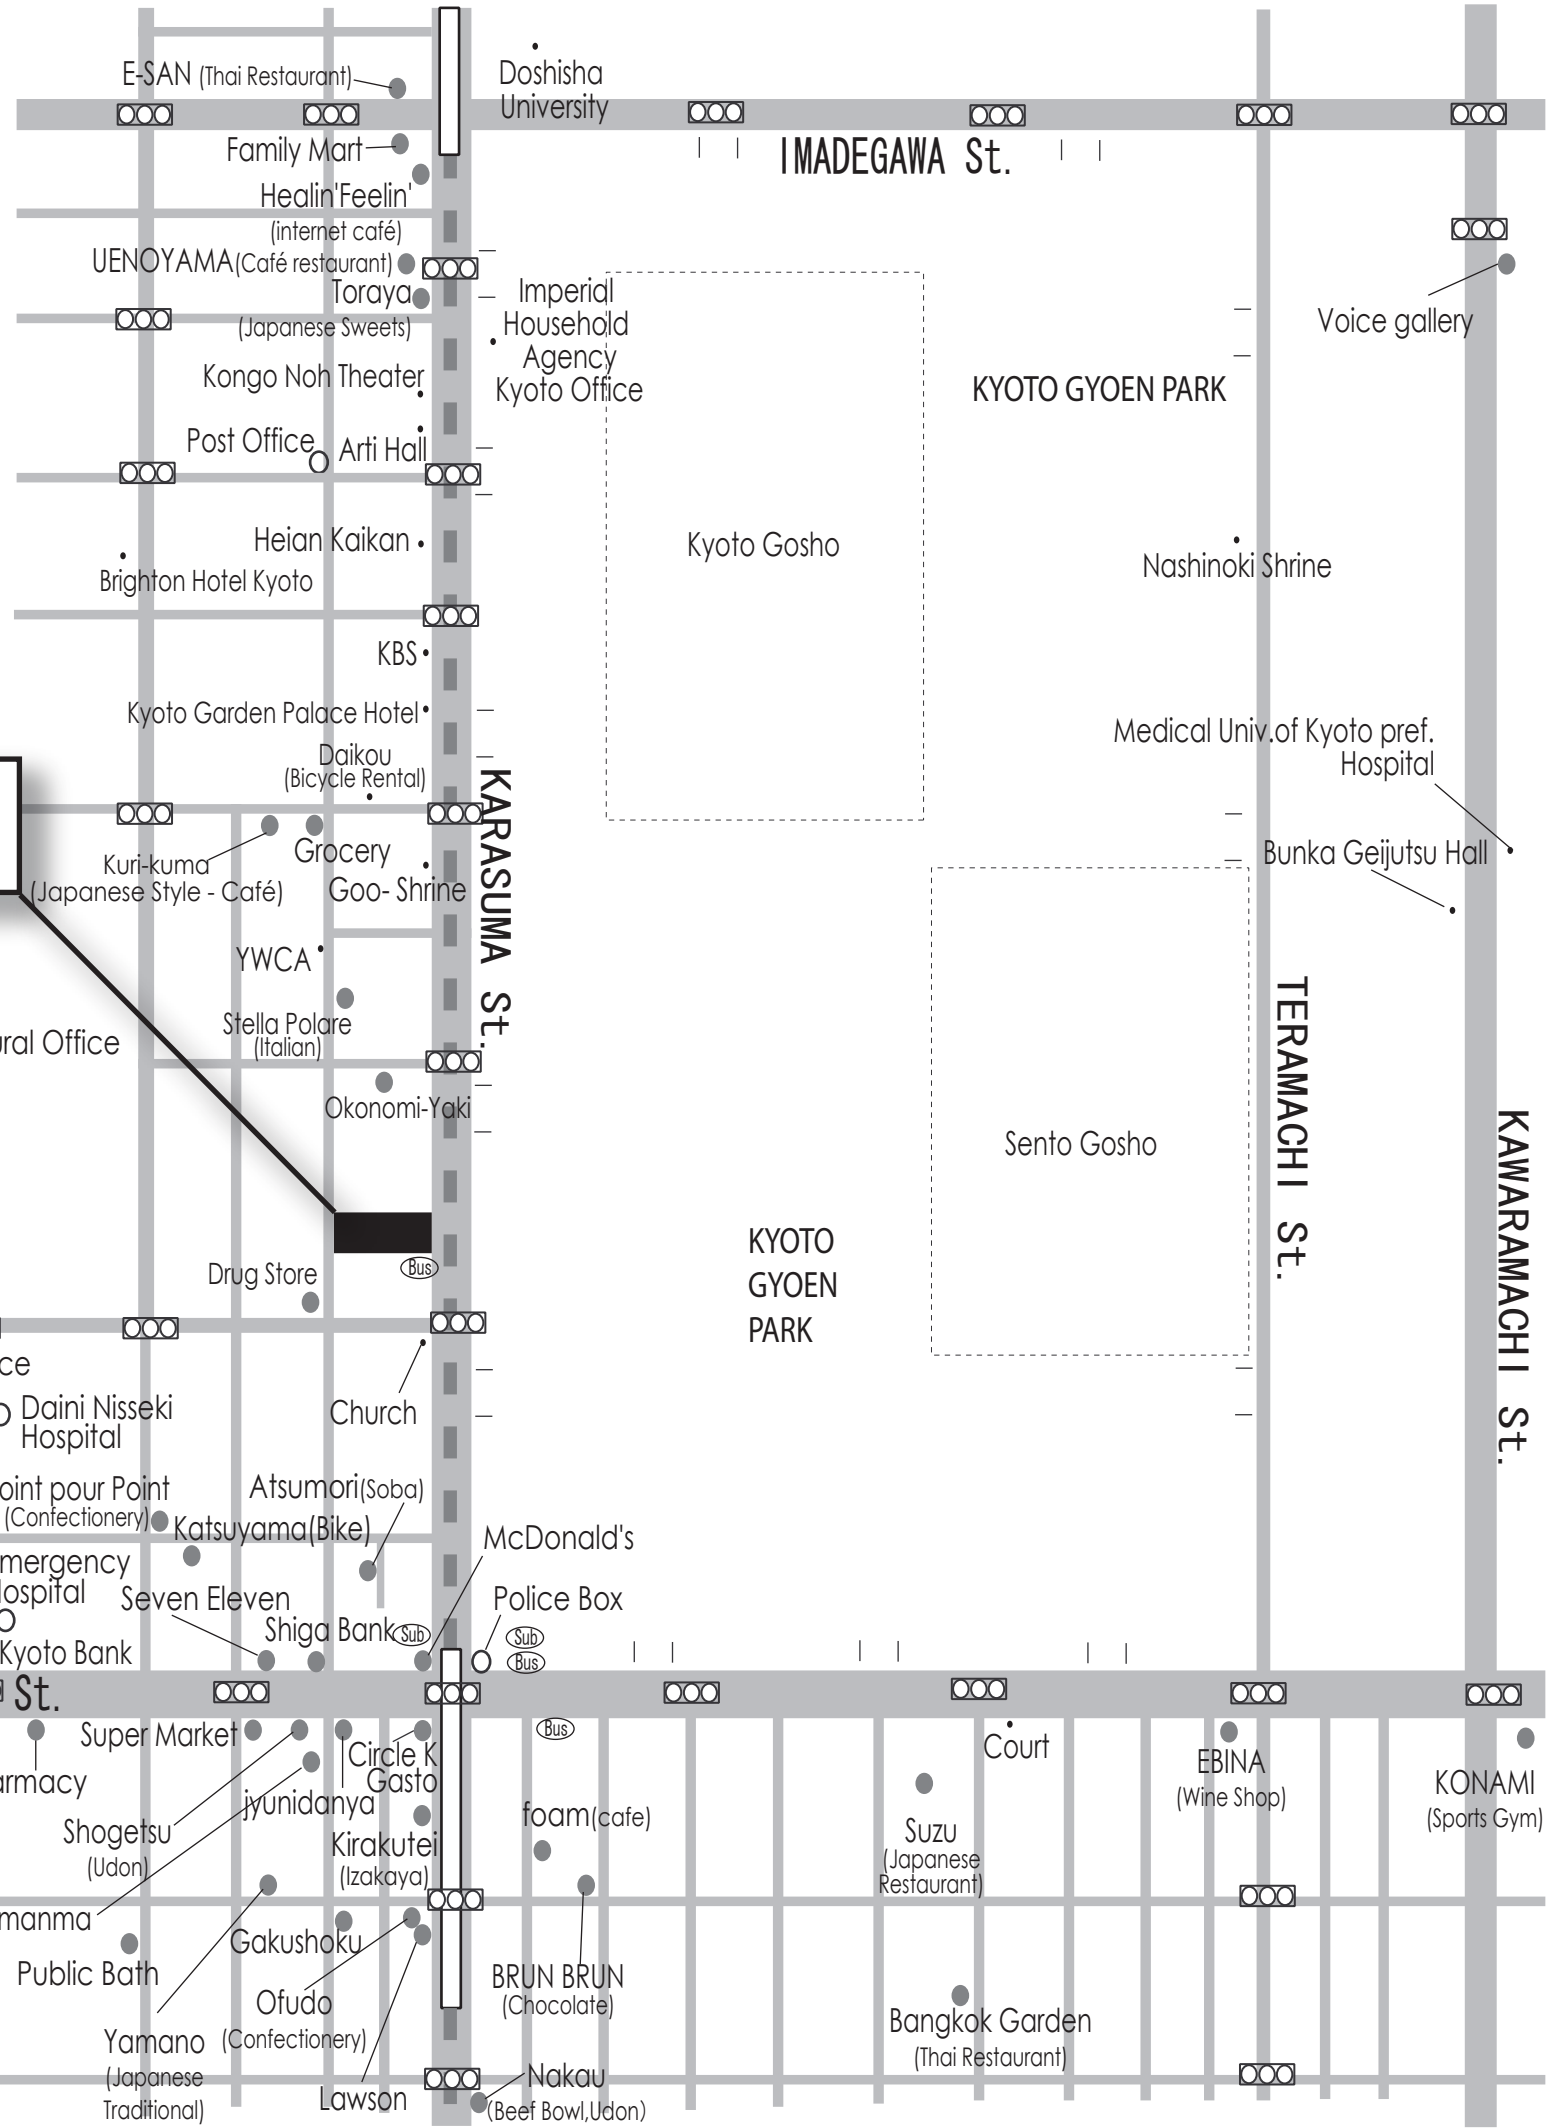 E-SAN (Thai Restaurant)
Doshisha
University
Family Mart
IMADEGAWA St.
Healin'Feelin'
(internet café)
UENOYAMA(Café restaurant)
Toraya
(Japanese Sweets)
Imperial
Household
Agency
Kyoto Office
Voice gallery
Kongo Noh Theater
KYOTO GYOEN PARK
Post Office
Arti Hall
Heian Kaikan
Kyoto Gosho
Nashinoki Shrine
Brighton Hotel Kyoto
KBS
Kyoto Garden Palace Hotel
Medical Univ.of Kyoto pref.
Hospital
Daikou
(Bicycle Rental)
KARASUMA St.
Kuri-kuma
(Japanese Style - Café)
Grocery
Goo- Shrine
Bunka Geijutsu Hall
YWCA
Stella Polare
(Italian)
ural Office
TERAMACHI St.
Okonomi-Yaki
Sento Gosho
KAWARAMACHI St.
KYOTO
GYOEN
PARK
Bus
Drug Store
ce
Church
Daini Nisseki
Hospital
oint pour Point
(Confectionery)
Atsumori(Soba)
Katsuyama(Bike)
McDonald's
mergency
ospital
Seven Eleven
Police Box
Shiga Bank
Sub
Sub
Bus
Kyoto Bank
St.
Super Market
Circle K
Gasto
Bus
Court
EBINA
(Wine Shop)
KONAMI
(Sports Gym)
armacy
jyunidanya
Shogetsu
(Udon)
Kirakutei
(Izakaya)
foam(cafe)
Suzu
(Japanese
Restaurant)
manma
Gakushoku
Public Bath
BRUN BRUN
(Chocolate)
Ofudo
(Confectionery)
Bangkok Garden
(Thai Restaurant)
Yamano
(Japanese
Traditional)
Lawson
Nakau
(Beef Bowl,Udon)